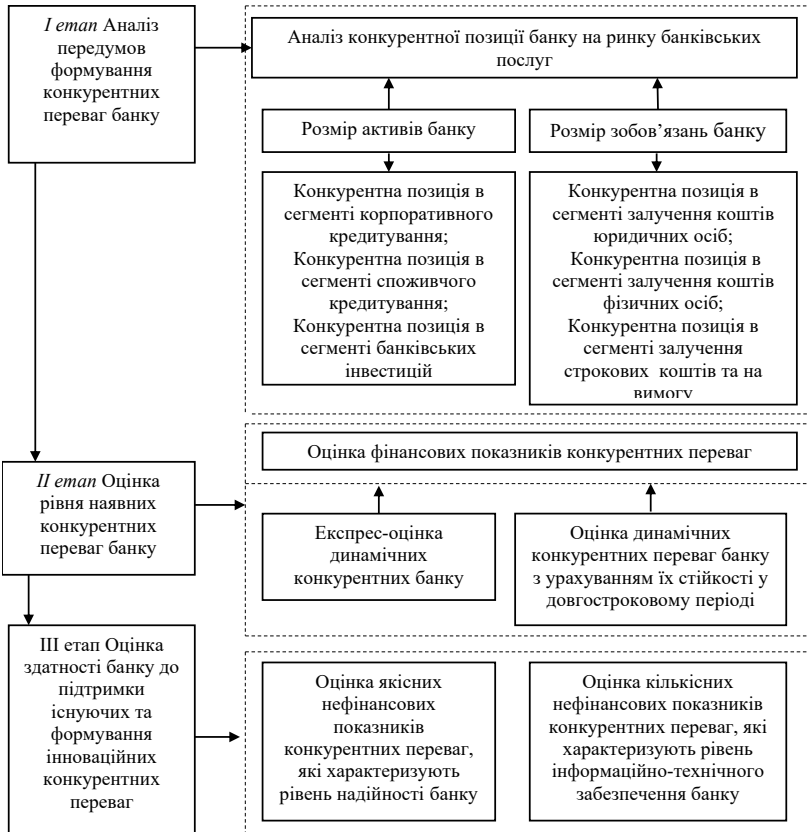 I етап Аналіз
передумов
формування
конкурентних
переваг банку
Аналіз конкурентної позиції банку на ринку банківських
послуг
Розмір активів банку
Розмір зобов’язань банку
Конкурентна позиція в
сегменті корпоративного
кредитування;
Конкурентна позиція в
сегменті споживчого
кредитування;
Конкурентна позиція в
сегменті банківських
інвестицій
Конкурентна позиція в
сегменті залучення коштів
юридичних осіб;
Конкурентна позиція в
сегменті залучення коштів
фізичних осіб;
Конкурентна позиція в
сегменті залучення
строкових коштів та на
вимогу
II етап Оцінка
рівня наявних
конкурентних
переваг банку
Оцінка фінансових показників конкурентних переваг
Експрес-оцінка
динамічних
конкурентних банку
Оцінка динамічних
конкурентних переваг банку
з урахуванням їх стійкості у
довгостроковому періоді
III етап Оцінка
здатності банку до
підтримки
існуючих та
формування
інноваційних
конкурентних
переваг
Оцінка якісних
нефінансових
показників
конкурентних переваг,
які характеризують
рівень надійності банку
Оцінка кількісних
нефінансових показників
конкурентних переваг, які
характеризують рівень
інформаційно-технічного
забезпечення банку